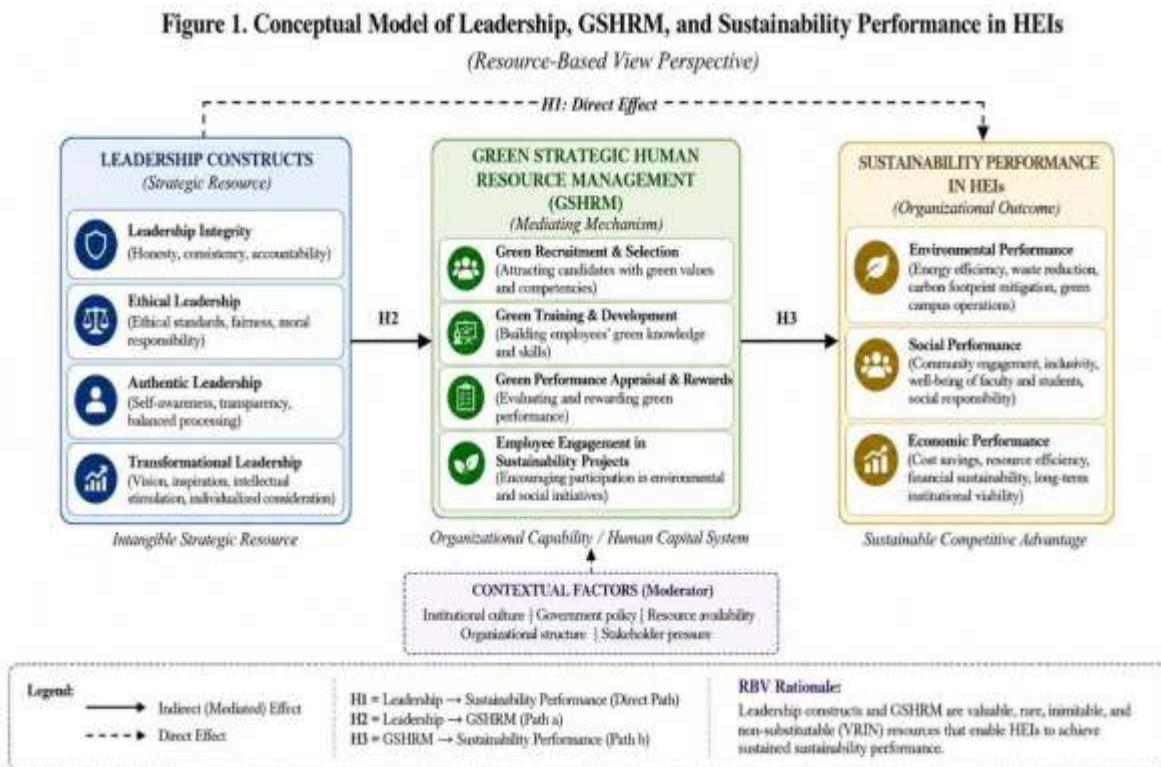 Figure 1. Conceptual Model of Leadership, GSHRM, and Sustainability Performance in HEIs
(Resource-Based View Perspective)
H1: Direct Effect
LEADERSHIP CONSTRUCTS
(Strategic Resource)
Leadership Integrity
(Honesty, consistency, accountability)
Ethical Leadership
(Ethical standards, fairness, moral
responsibility)
Authentic Leadership
(Self-awareness, transparency,
balanced processing)
Transformational Leadership
(Vision, inspiration, intellectual
stimulation, individualized consideration)
Intangible Strategic Resource
H2
GREEN STRATEGIC HUMAN
RESOURCE MANAGEMENT
(GSHRM)
(Mediating Mechanism)
Green Recruitment & Selection
(Attracting candidates with green values
and competencies)
Green Training & Development
(Building employees' green knowledge
and skills)
Green Performance Appraisal & Rewards
(Evaluating and rewarding green
performance)
Employee Engagement in
Sustainability Projects
(Encouraging participation in environmental
and social initiatives)
Organizational Capability / Human Capital System
H3
SUSTAINABILITY PERFORMANCE
IN HEIs
(Organizational Outcome)
Environmental Performance
(Energy efficiency, waste reduction,
carbon footprint mitigation, green
campus operations)
Social Performance
(Community engagement, inclusivity,
well-being of faculty and students,
social responsibility)
Economic Performance
(Cost savings, resource efficiency,
financial sustainability, long-term
institutional viability)
Sustainable Competitive Advantage
CONTEXTUAL FACTORS (Moderator)
Institutional culture | Government policy | Resource availability
Organizational structure | Stakeholder pressure
Legend:
Indirect (Mediated) Effect
Direct Effect
H1 = Leadership → Sustainability Performance (Direct Path)
H2 = Leadership → GSHRM (Path a)
H3 = GSHRM → Sustainability Performance (Path b)
RBV Rationale:
Leadership constructs and GSHRM are valuable, rare, inimitable, and
non-substitutable (VRIN) resources that enable HEIs to achieve
sustained sustainability performance.